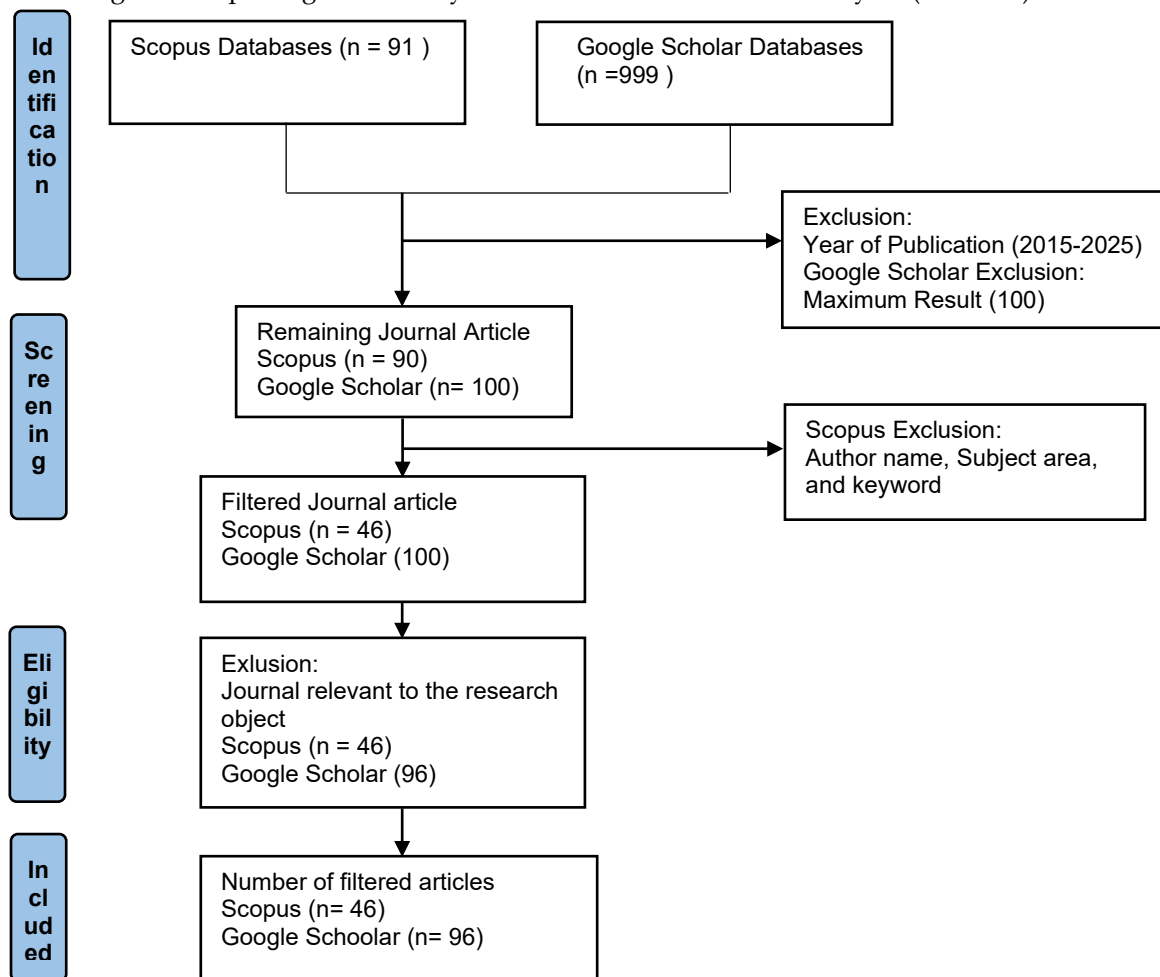 Id
en
tifi
ca
tio
n
Scopus Databases (n = 91 )
Google Scholar Databases
(n =999 )
Exclusion:
Year of Publication (2015-2025)
Google Scholar Exclusion:
Maximum Result (100)
Sc
re
en
in
g
Remaining Journal Article
Scopus (n = 90)
Google Scholar (n= 100)
Scopus Exclusion:
Author name, Subject area,
and keyword
Filtered Journal article
Scopus (n = 46)
Google Scholar (100)
Eli
gi
bil
ity
Exlusion:
Journal relevant to the research
object
Scopus (n = 46)
Google Scholar (96)
In
cl
ud
ed
Number of filtered articles
Scopus (n= 46)
Google Schoolar (n= 96)